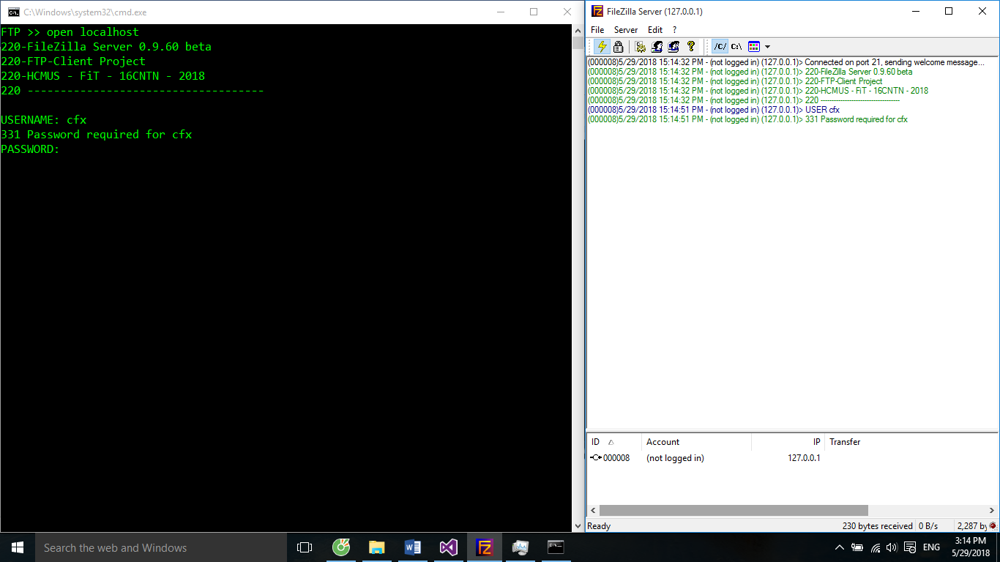 C:\Windows\system32\cmd.exe
FTP >> open localhost
220-FileZilla Server 0.9.60 beta
220-FTP-Client Project
220-HCMUS - FiT - 16CNTN - 2018
220 ------------------------------------
USERNAME: cfx
331 Password required for cfx
PASSWORD:
FileZilla Server (127.0.0.1)
File Server Edit ?
/C/ C:\
(000008)5/29/2018 15:14:32 PM - (not logged in) (127.0.0.1)> Connected on port 21, sending welcome message...
(000008)5/29/2018 15:14:32 PM - (not logged in) (127.0.0.1)> 220-FileZilla Server 0.9.60 beta
(000008)5/29/2018 15:14:32 PM - (not logged in) (127.0.0.1)> 220-FTP-Client Project
(000008)5/29/2018 15:14:32 PM - (not logged in) (127.0.0.1)> 220-HCMUS - FiT - 16CNTN - 2018
(000008)5/29/2018 15:14:32 PM - (not logged in) (127.0.0.1)> 220 ------------------------------------
(000008)5/29/2018 15:14:51 PM - (not logged in) (127.0.0.1)> USER cfx
(000008)5/29/2018 15:14:51 PM - (not logged in) (127.0.0.1)> 331 Password required for cfx
ID Account IP Transfer
000008 (not logged in) 127.0.0.1
Ready 230 bytes received 0 B/s 2,287 by
Search the web and Windows
ENG
3:14 PM
5/29/2018